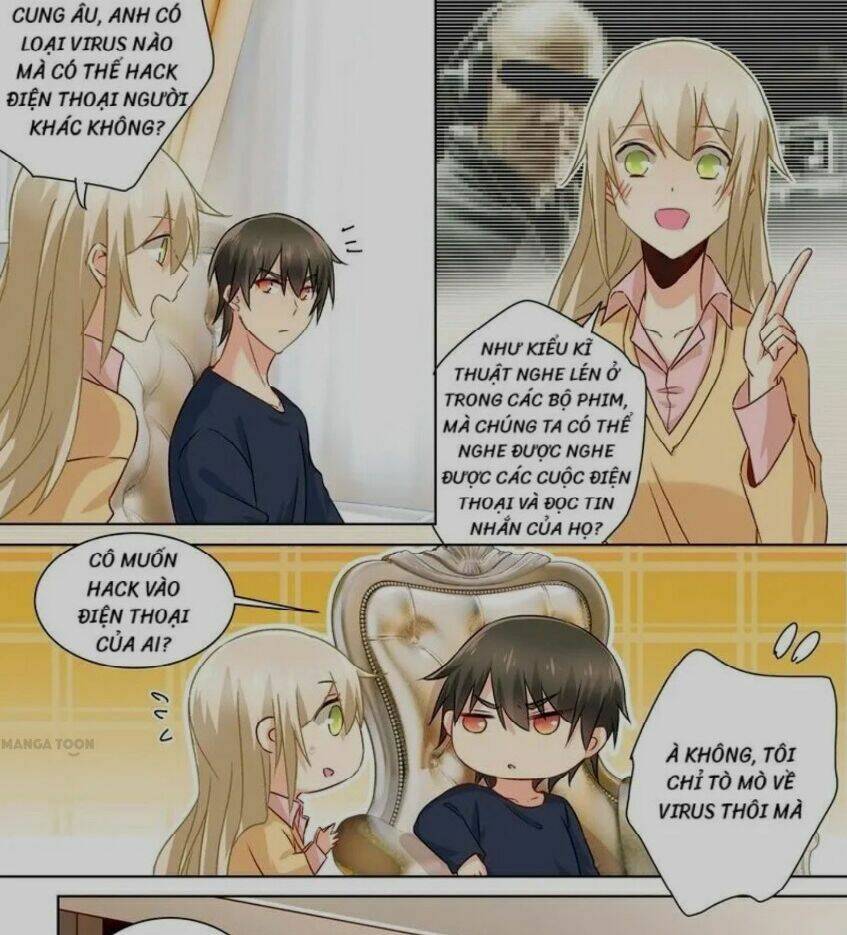 CUNG ÂU, ANH CÓ
LOẠI VIRUS NÀO
MÀ CÓ THỂ HACK
ĐIỆN THOẠI NGƯỜI
KHÁC KHÔNG?
NHƯ KIỂU KĨ
THUẬT NGHE LÉN Ở
TRONG CÁC BỘ PHIM,
MÀ CHÚNG TA CÓ THỂ
NGHE ĐƯỢC NGHE
ĐƯỢC CÁC CUỘC ĐIỆN
THOẠI VÀ ĐỌC TIN
NHẮN CỦA HỌ?
CÔ MUỐN
HACK VÀO
ĐIỆN THOẠI
CỦA AI?
À KHÔNG, TÔI
CHỈ TÒ MÒ VỀ
VIRUS THÔI MÀ
MANGA TOON